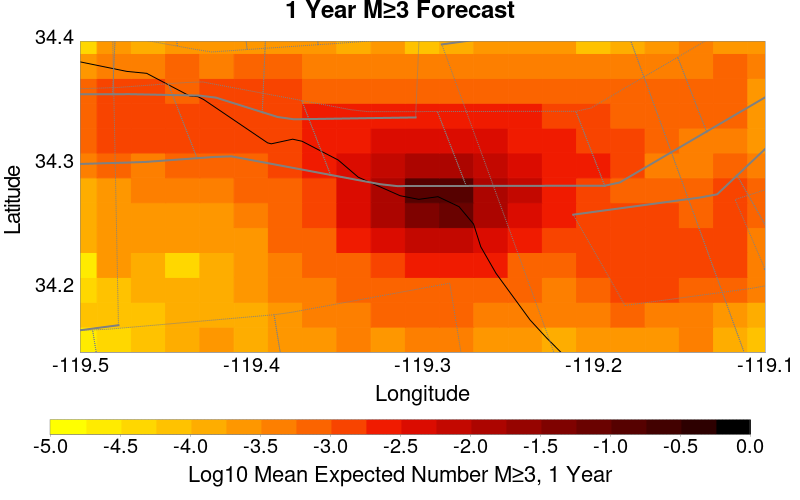 1 Year M≥3 Forecast
34.4
34.3
34.2
Latitude
-119.5 -119.4 -119.3 -119.2 -119.1
Longitude
-5.0 -4.5 -4.0 -3.5 -3.0 -2.5 -2.0 -1.5 -1.0 -0.5 0.0
Log10 Mean Expected Number M≥3, 1 Year